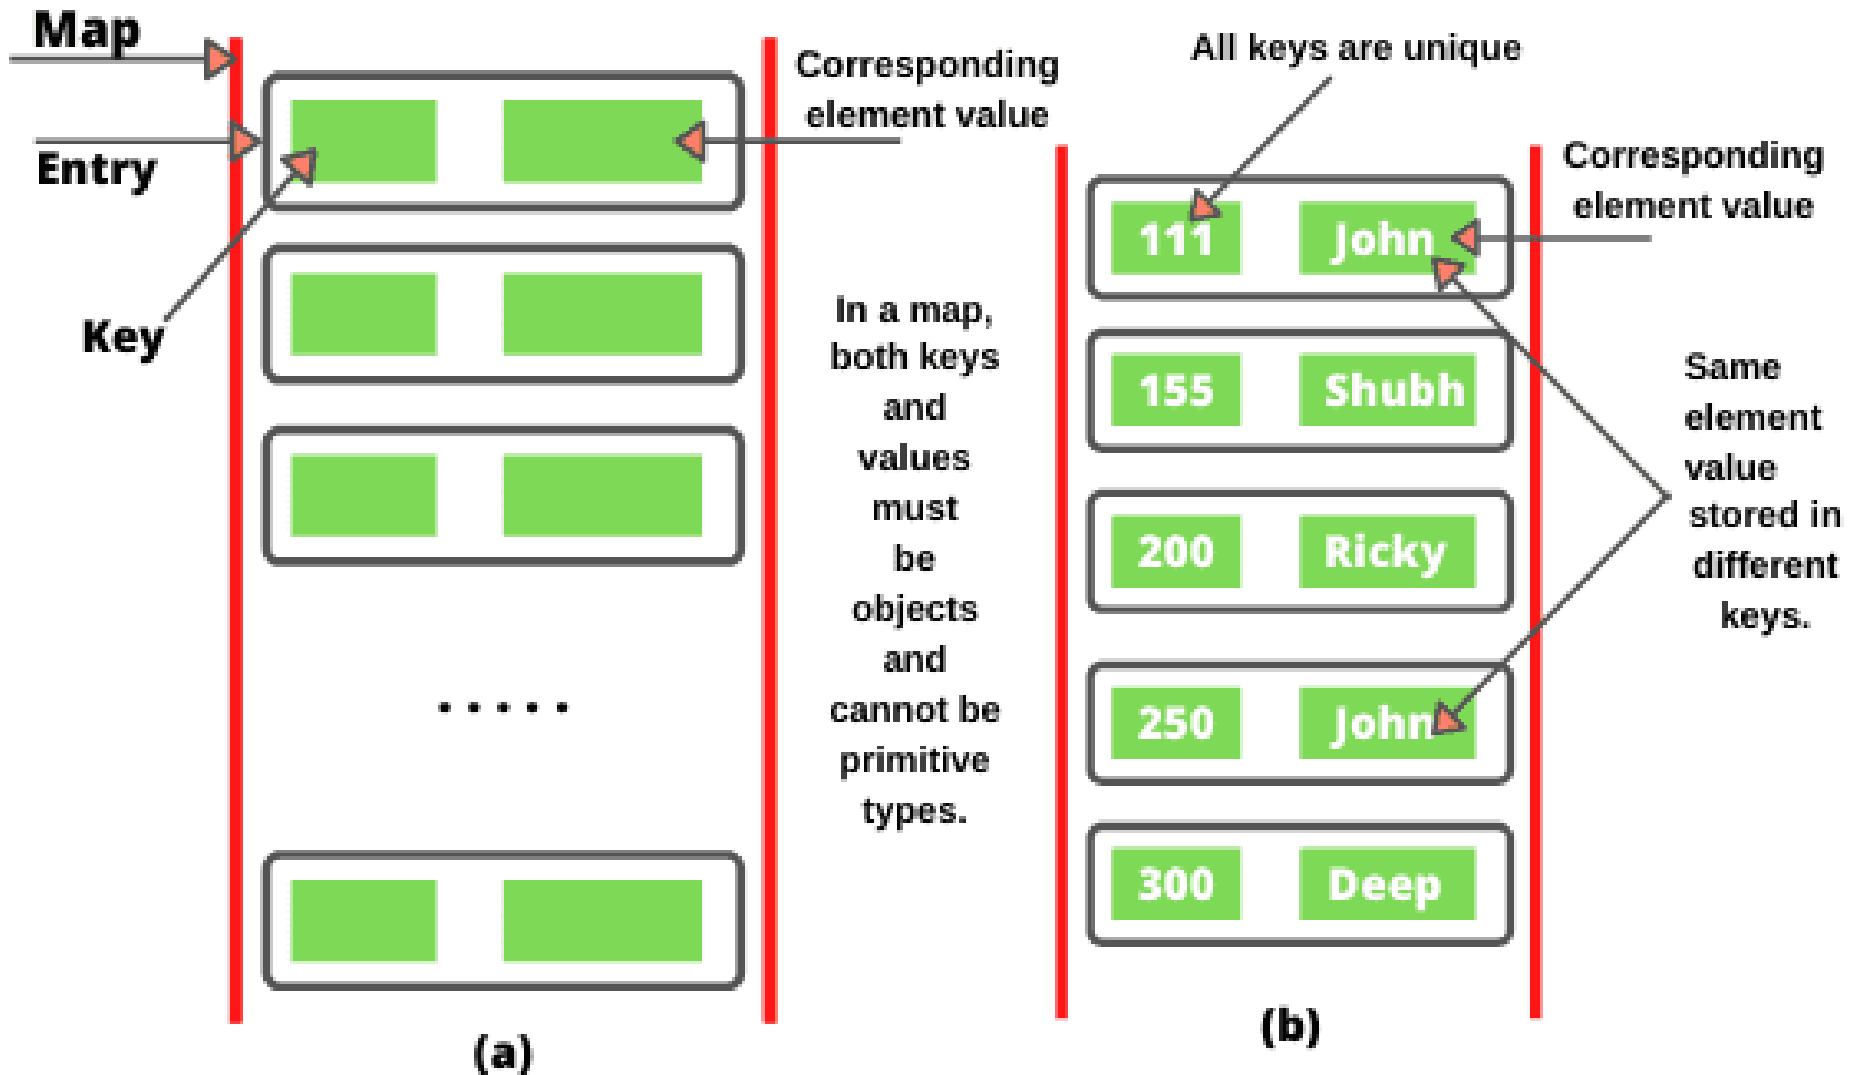 Map
Entry
Key
Corresponding
element value
In a map,
both keys
and
values
must
be
objects
and
cannot be
primitive
types.
.....
(a)
All keys are unique
Corresponding
element value
111 John
155 Shubh
200 Ricky
250 John
300 Deep
Same
element
value
stored in
different
keys.
(b)